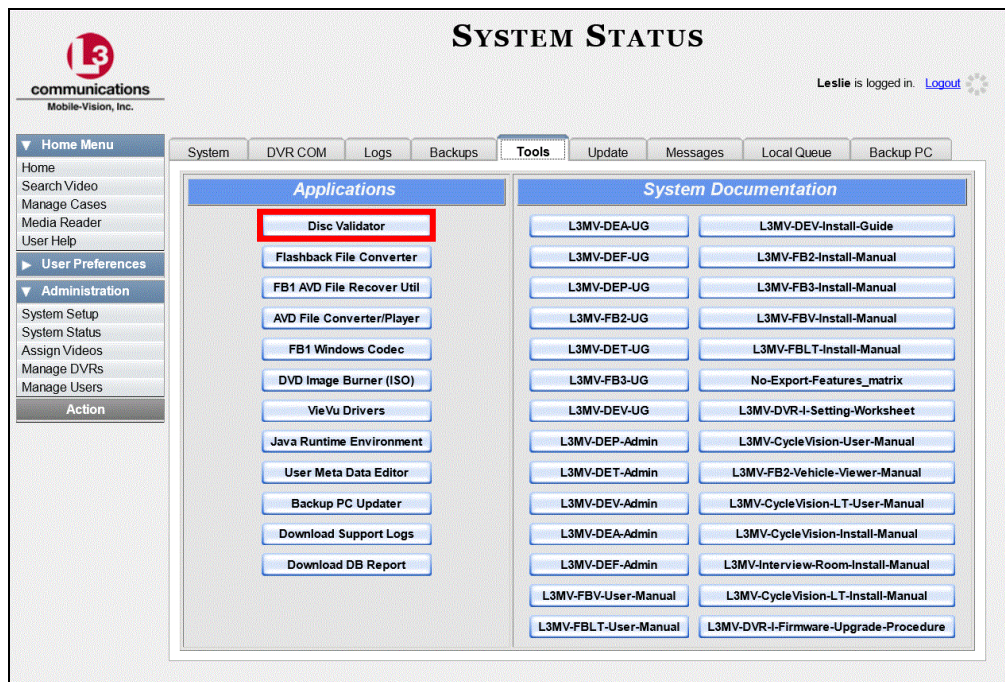 SYSTEM STATUS
L3
communications
Mobile-Vision, Inc.
Leslie is logged in. Logout
Home Menu
Home
Search Video
Manage Cases
Media Reader
User Help
User Preferences
Administration
System Setup
System Status
Assign Videos
Manage DVRs
Manage Users
Action
System DVR COM Logs Backups Tools Update Messages Local Queue Backup PC
Applications
Disc Validator
Flashback File Converter
FB1 AVD File Recover Util
AVD File Converter/Player
FB1 Windows Codec
DVD Image Burner (ISO)
VieVu Drivers
Java Runtime Environment
User Meta Data Editor
Backup PC Updater
Download Support Logs
Download DB Report
System Documentation
L3MV-DEA-UG L3MV-DEV-Install-Guide
L3MV-DEF-UG L3MV-FB2-Install-Manual
L3MV-DEP-UG L3MV-FB3-Install-Manual
L3MV-FB2-UG L3MV-FBV-Install-Manual
L3MV-DET-UG L3MV-FBLT-Install-Manual
L3MV-FB3-UG No-Export-Features_matrix
L3MV-DEV-UG L3MV-DVR-I-Setting-Worksheet
L3MV-DEP-Admin L3MV-CycleVision-User-Manual
L3MV-DET-Admin L3MV-FB2-Vehicle-Viewer-Manual
L3MV-DEV-Admin L3MV-CycleVision-LT-User-Manual
L3MV-DEA-Admin L3MV-CycleVision-Install-Manual
L3MV-DEF-Admin L3MV-Interview-Room-Install-Manual
L3MV-FBV-User-Manual L3MV-CycleVision-LT-Install-Manual
L3MV-FBLT-User-Manual L3MV-DVR-I-Firmware-Upgrade-Procedure